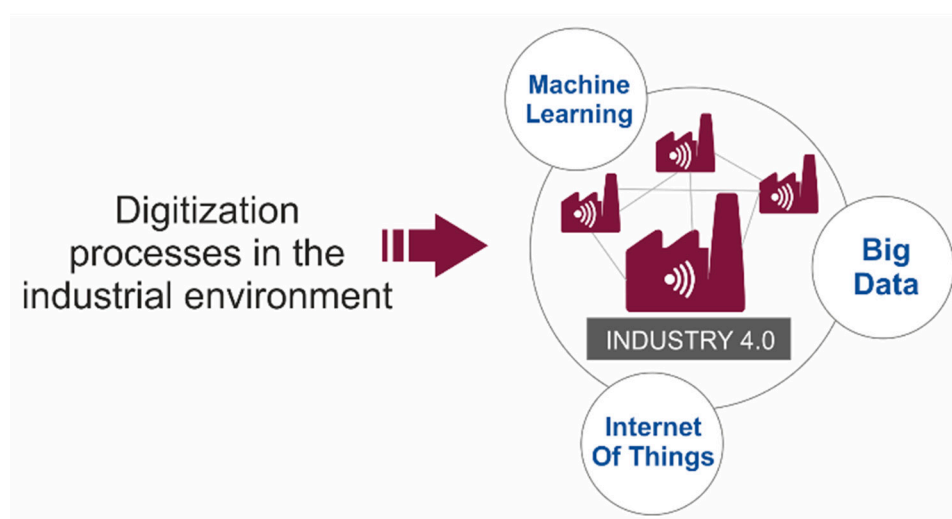 Digitization
processes in the
industrial environment
Machine
Learning
Big
Data
INDUSTRY 4.0
Internet
Of Things